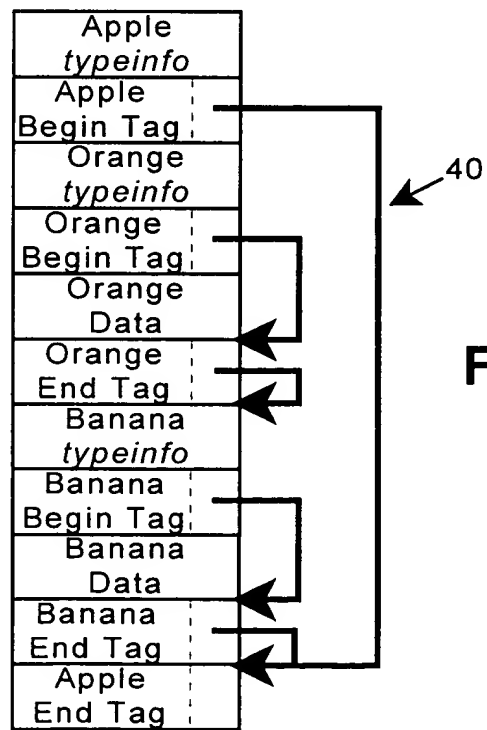 Apple
typeinfo
Apple
Begin Tag
Orange
typeinfo
Orange
Begin Tag
Orange
Data
Orange
End Tag
Banana
typeinfo
Banana
Begin Tag
Banana
Data
Banana
End Tag
Apple
End Tag
40
F